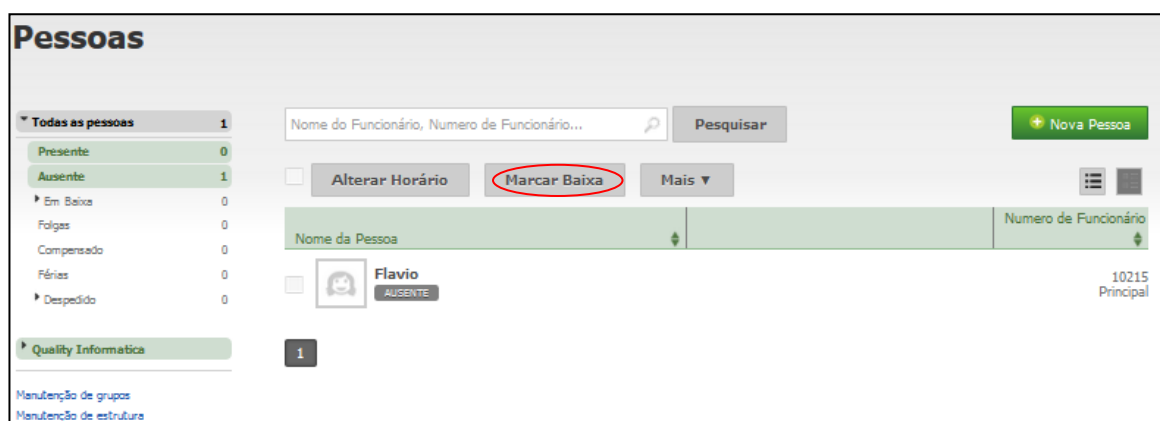 Pessoas
Todas as pessoas 1
Presente 0
Ausente 1
Em Baixa 0
Folgas 0
Compensado 0
Férias 0
Despedido 0
Quality Informatica
Manutenção de grupos
Manutenção de estrutura
Nome do Funcionário, Numero de Funcionário... Pesquisar
Nova Pessoa
Alterar Horário Marcar Baixa Mais ▼
Nome da Pessoa Numero de Funcionário
Flavio
AUSENTE
10215
Principal
1